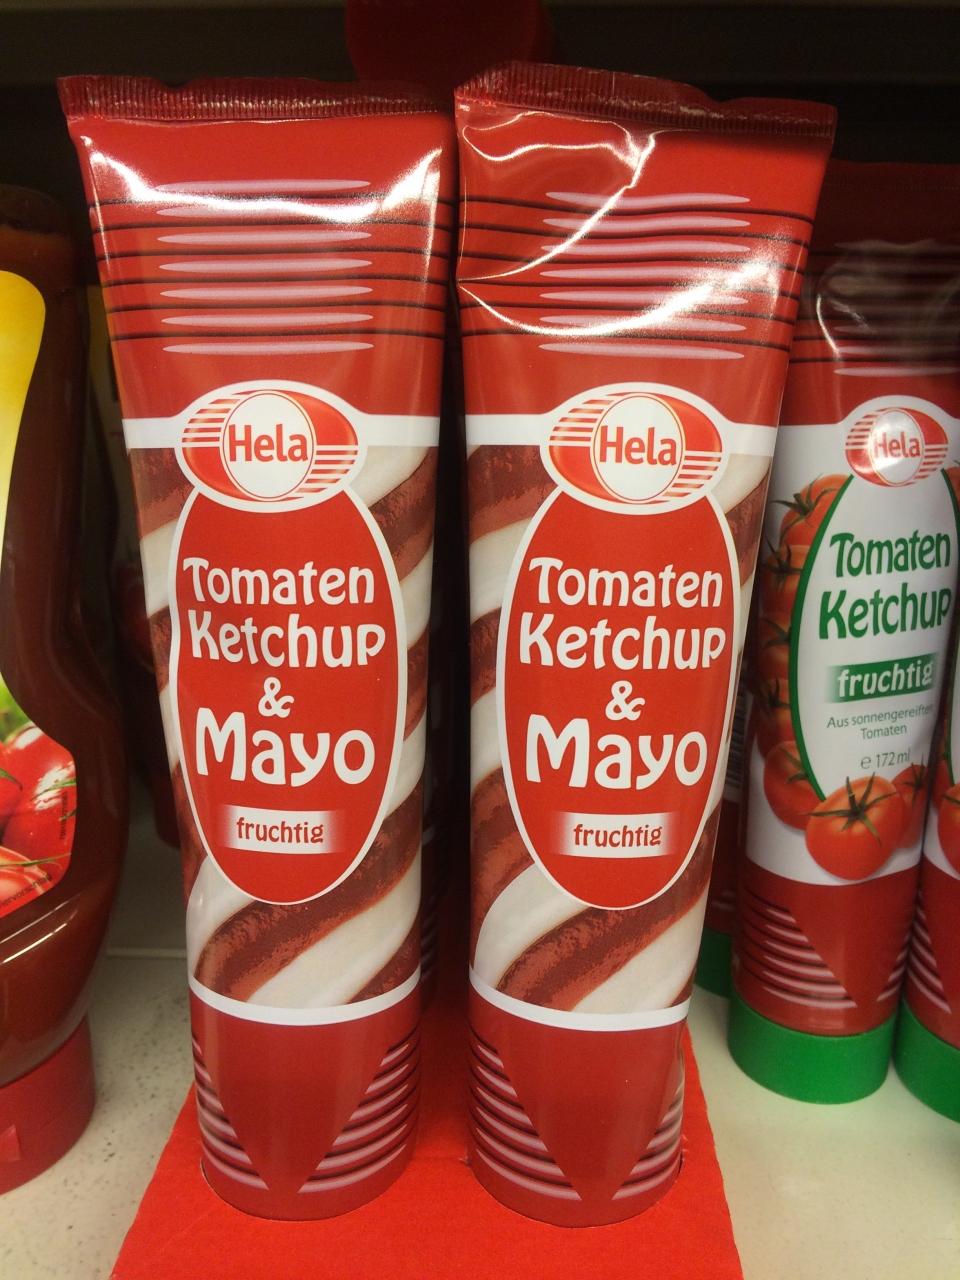 Hela
Tomaten
Ketchup
&
Mayo
fruchtig
Hela
Tomaten
Ketchup
&
Mayo
fruchtig
Hela
Tomaten
Ketchup
fruchtig
Aus sonnengereiften
Tomaten
e 172 ml